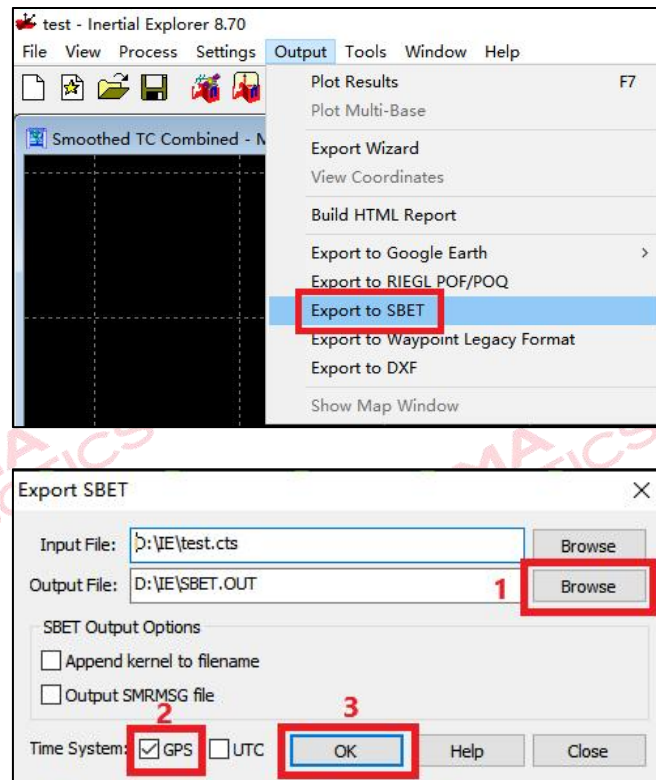 test - Inertial Explorer 8.70
File View Process Settings Output Tools Window Help
Plot Results F7
Plot Multi-Base
Smoothed TC Combined - M
Export Wizard
View Coordinates
Build HTML Report
Export to Google Earth >
Export to RIEGL POF/POQ
Export to SBET
Export to Waypoint Legacy Format
Export to DXF
Show Map Window
Export SBET
Input File: D:\IE\test.cts Browse
Output File: D:\IE\SBET.OUT 1 Browse
SBET Output Options
Append kernel to filename
Output SMRMSG file
2 3
Time System: GPS UTC OK Help Close